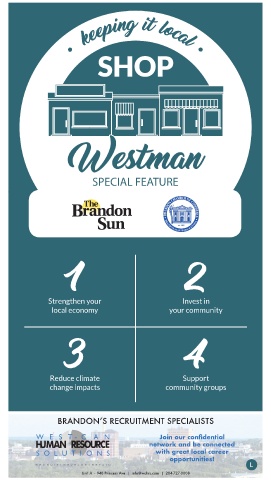 keeping it local
SHOP
Westman
SPECIAL FEATURE
The
Brandon
Sun
1
Strengthen your
local economy
2
Invest in
your community
3
Reduce climate
change impacts
4
Support
community groups
BRANDON'S RECRUITMENT SPECIALISTS
WESTCAN
HUMAN RESOURCE
SOLUTIONS
Join our confidential
network and be connected
with great local career
opportunities!
L